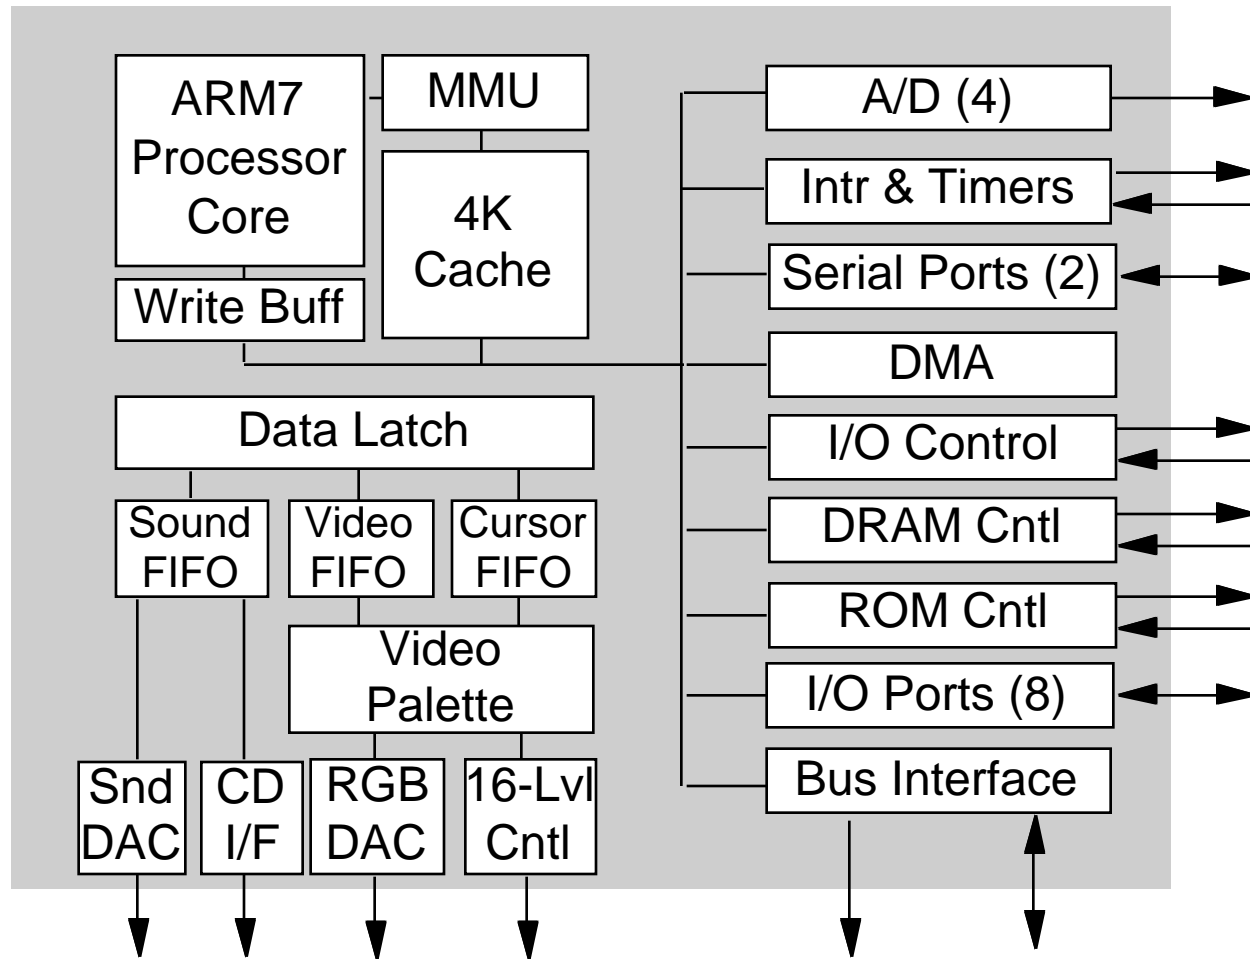 ARM7
Processor
Core
MMU
4K
Cache
Write Buff
Data Latch
Sound
FIFO
Video
FIFO
Cursor
FIFO
Video
Palette
Snd
DAC
CD
I/F
RGB
DAC
16-Lvl
Cntl
A/D (4)
Intr & Timers
Serial Ports (2)
DMA
I/O Control
DRAM Cntl
ROM Cntl
I/O Ports (8)
Bus Interface